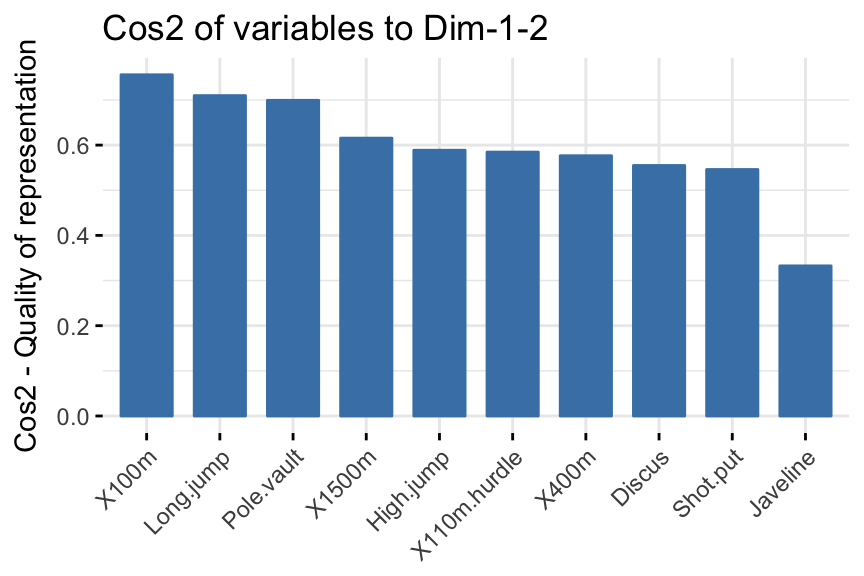 Cos2 of variables to Dim-1-2
Cos2 - Quality of representation
0.6
0.4
0.2
0.0
X100m
Long.jump
Pole.vault
X1500m
High.jump
X110m.hurdle
X400m
Discus
Shot.put
Javeline